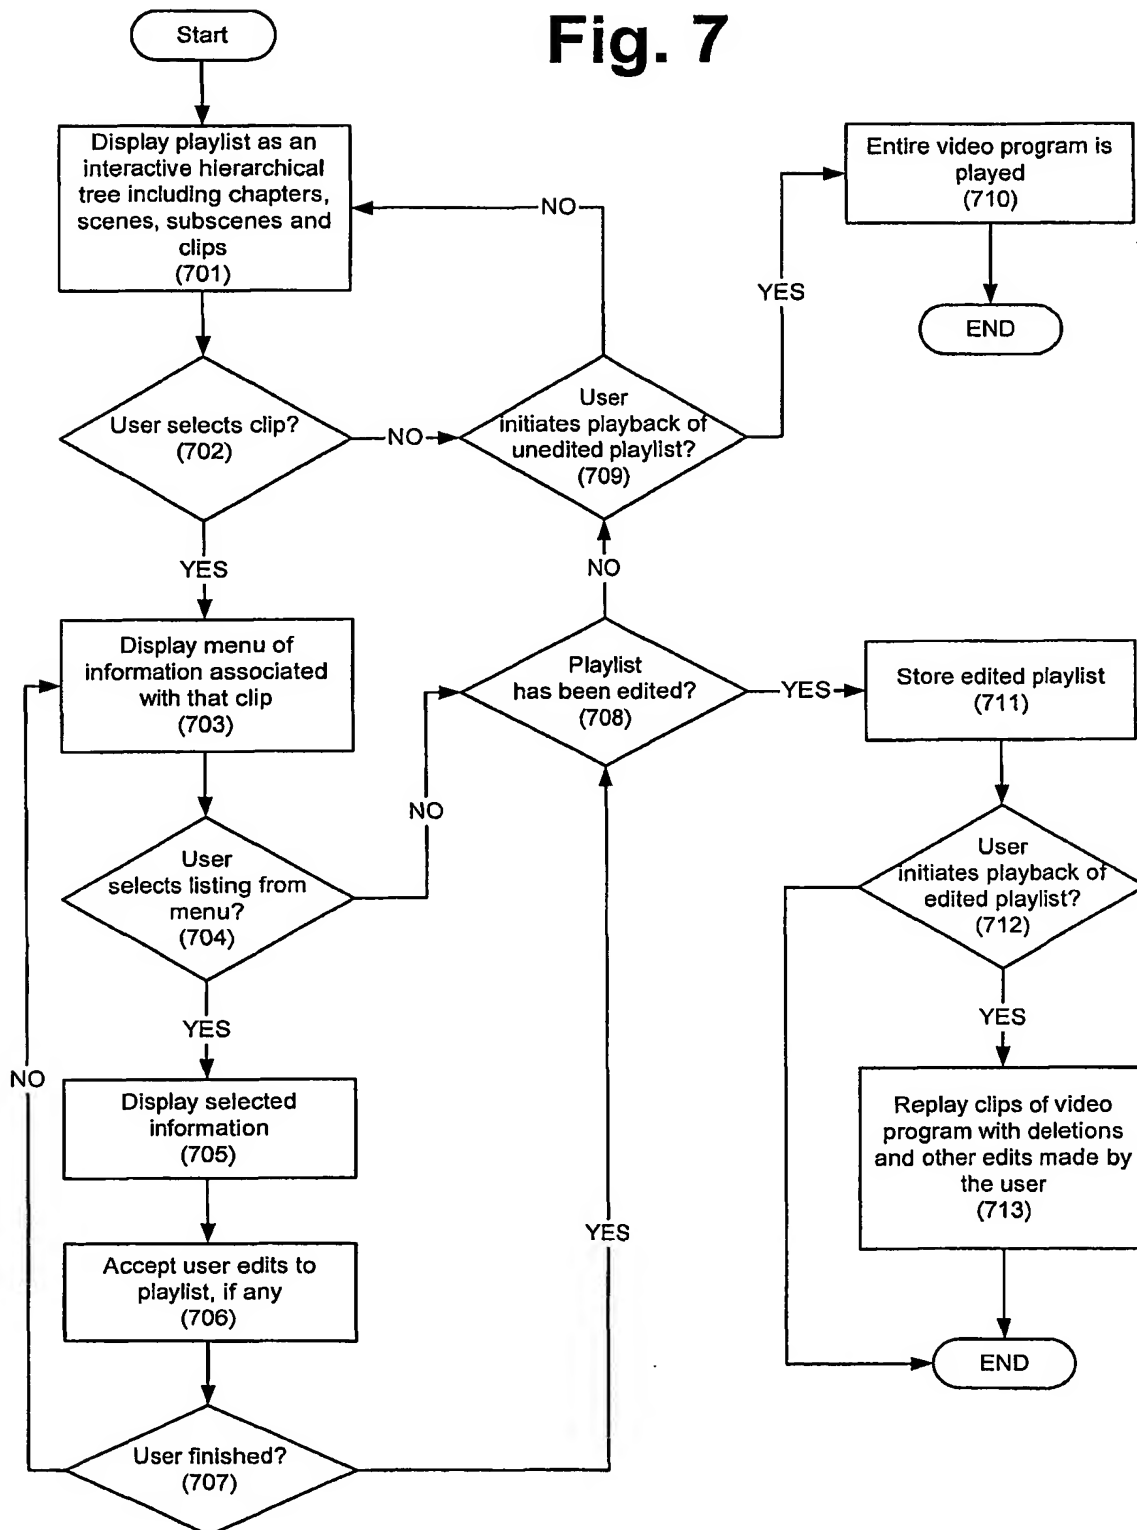 Fig. 7
Start
Display playlist as an
interactive hierarchical
tree including chapters,
scenes, subscenes and
clips
(701)
Entire video program is
played
(710)
NO
YES
END
User selects clip?
(702)
NO
User
initiates playback of
unedited playlist?
(709)
YES
NO
Display menu of
information associated
with that clip
(703)
Playlist
has been edited?
(708)
YES
Store edited playlist
(711)
NO
User
selects listing from
menu?
(704)
User
initiates playback of
edited playlist?
(712)
YES
YES
NO
Display selected
information
(705)
Replay clips of video
program with deletions
and other edits made by
the user
(713)
YES
Accept user edits to
playlist, if any
(706)
END
User finished?
(707)